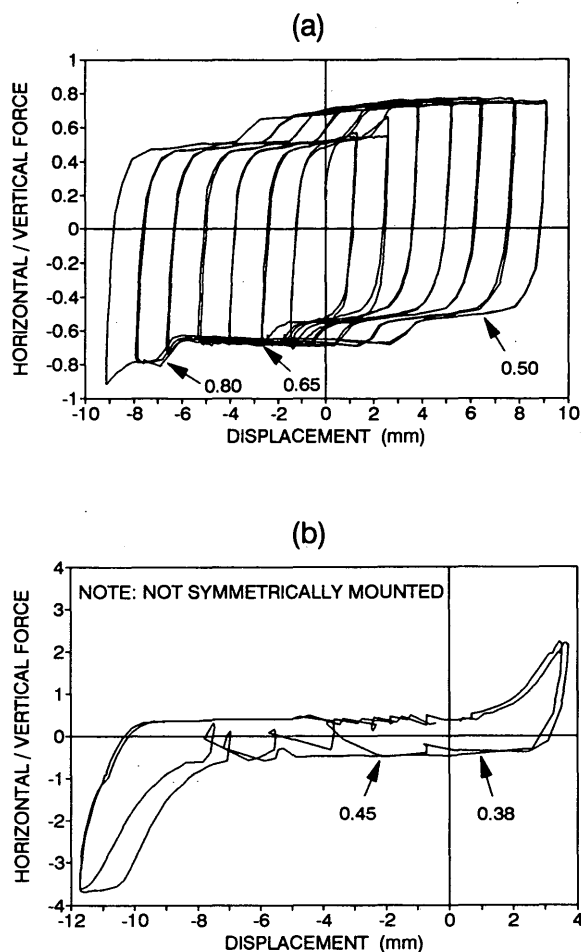 (a)
HORIZONTAL / VERTICAL FORCE
1
0.8
0.6
0.4
0.2
0
-0.2
-0.4
-0.6
-0.8
-1
0.80
0.65
0.50
-10 -8 -6 -4 -2 0 2 4 6 8 10
DISPLACEMENT (mm)
(b)
HORIZONTAL / VERTICAL FORCE
4
3
2
1
0
-1
-2
-3
-4
NOTE: NOT SYMMETRICALLY MOUNTED
0.45
0.38
-12 -10 -8 -6 -4 -2 0 2 4
DISPLACEMENT (mm)